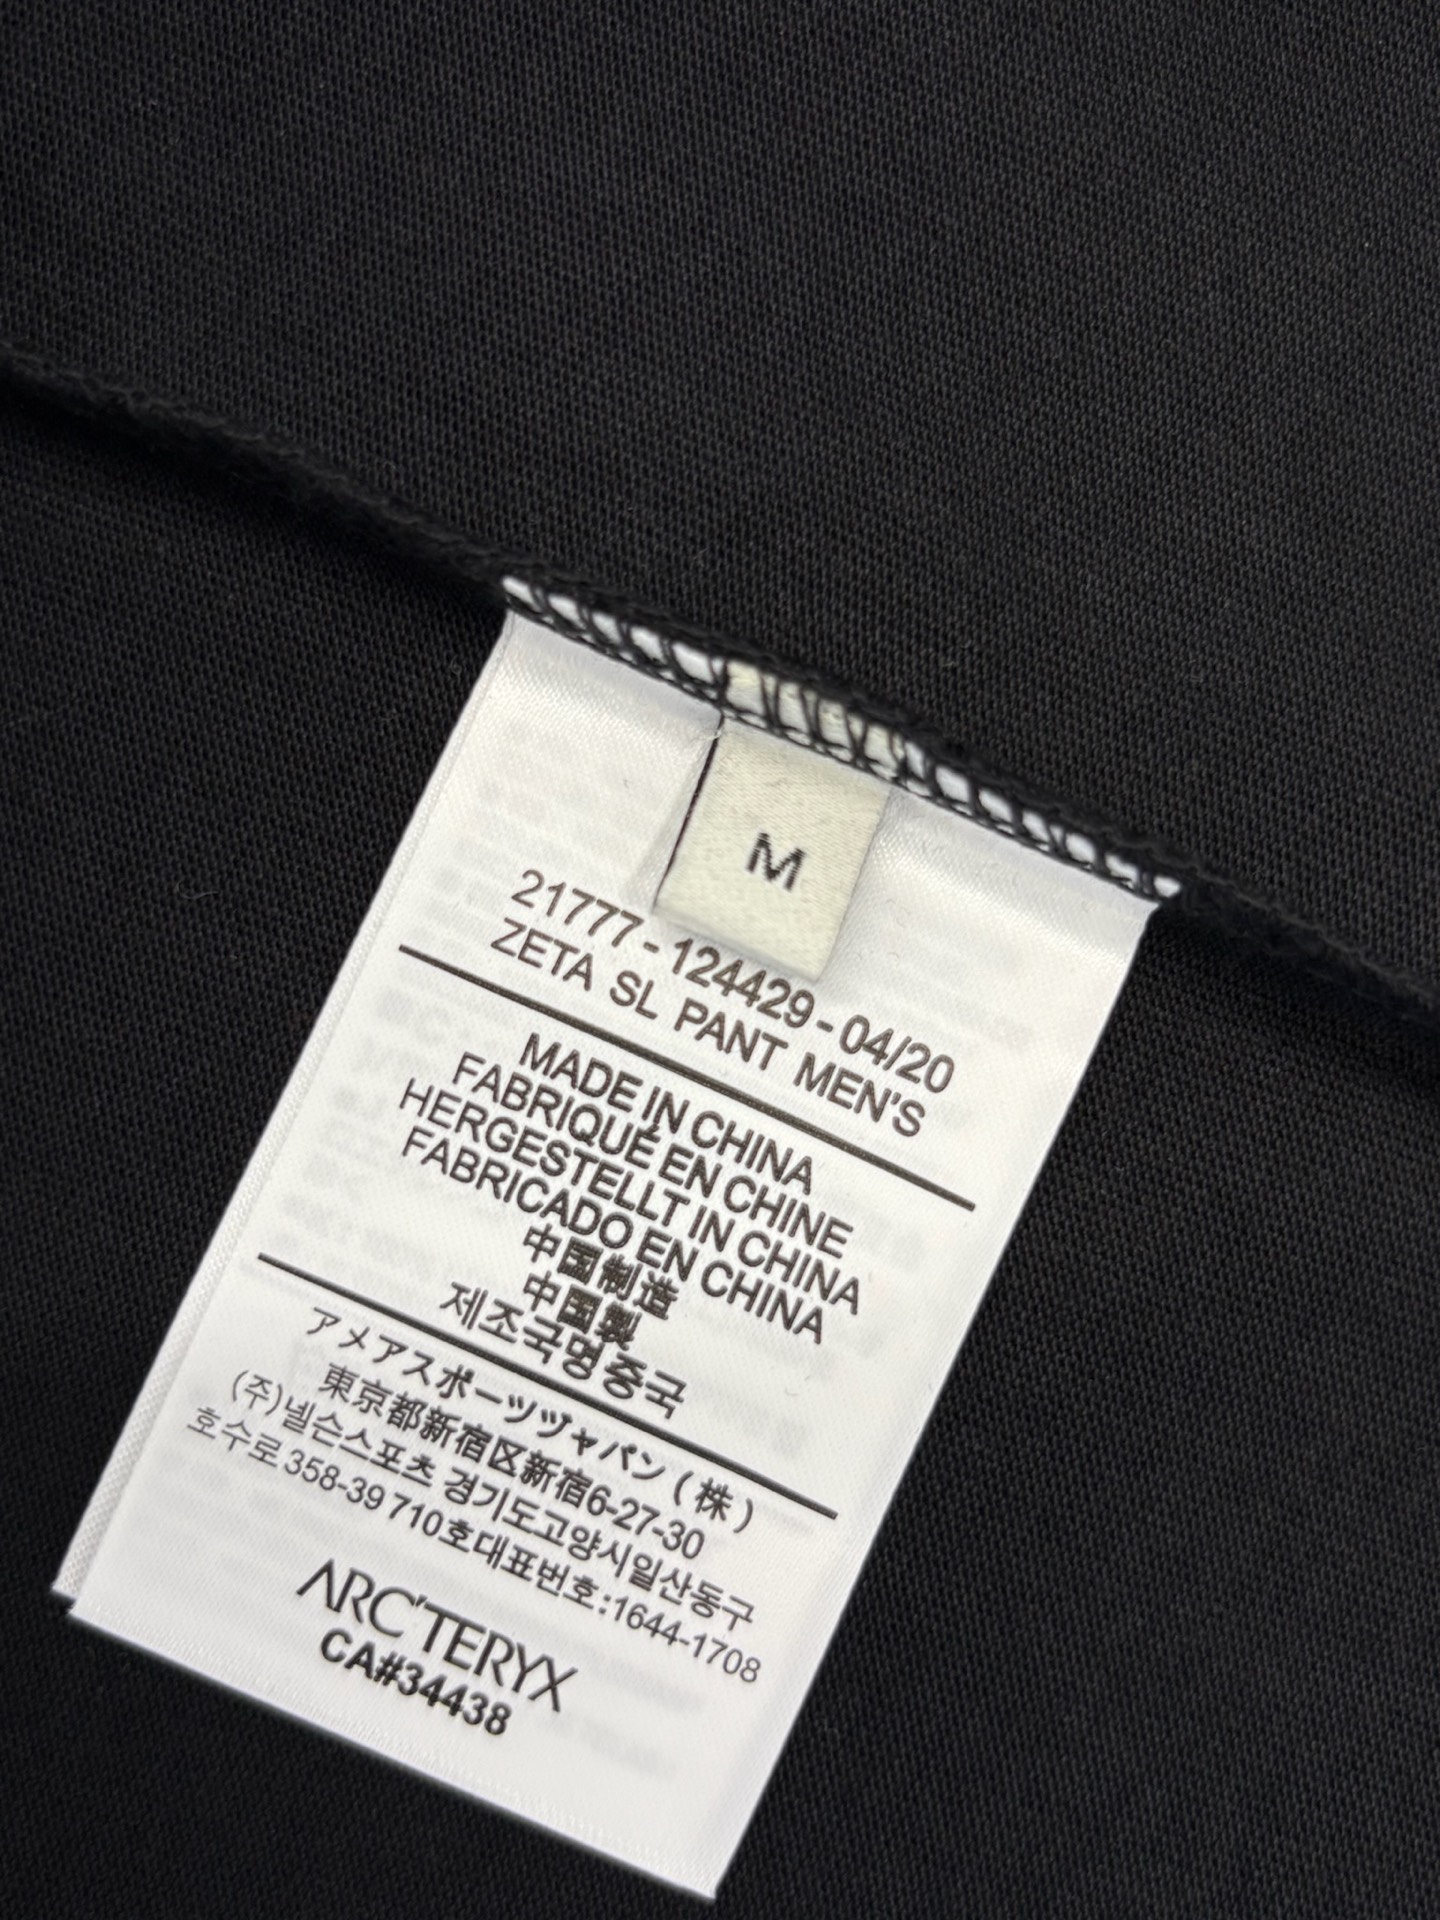 M
21777 - 124429 - 04/20
ZETA SL PANT MEN'S
MADE IN CHINA
FABRIQUÉ EN CHINE
HERGESTELLT IN CHINA
FABRICADO EN CHINA
中国制造
中国製
제조국명중국
アメアスポーツヅャパン（株）
東京都新宿区新宿6-27-30
(주)넬슨스포츠 경기도고양시일산동구
호수로 358-39 710호대표번호:1644-1708
ARC'TERYX
CA#34438